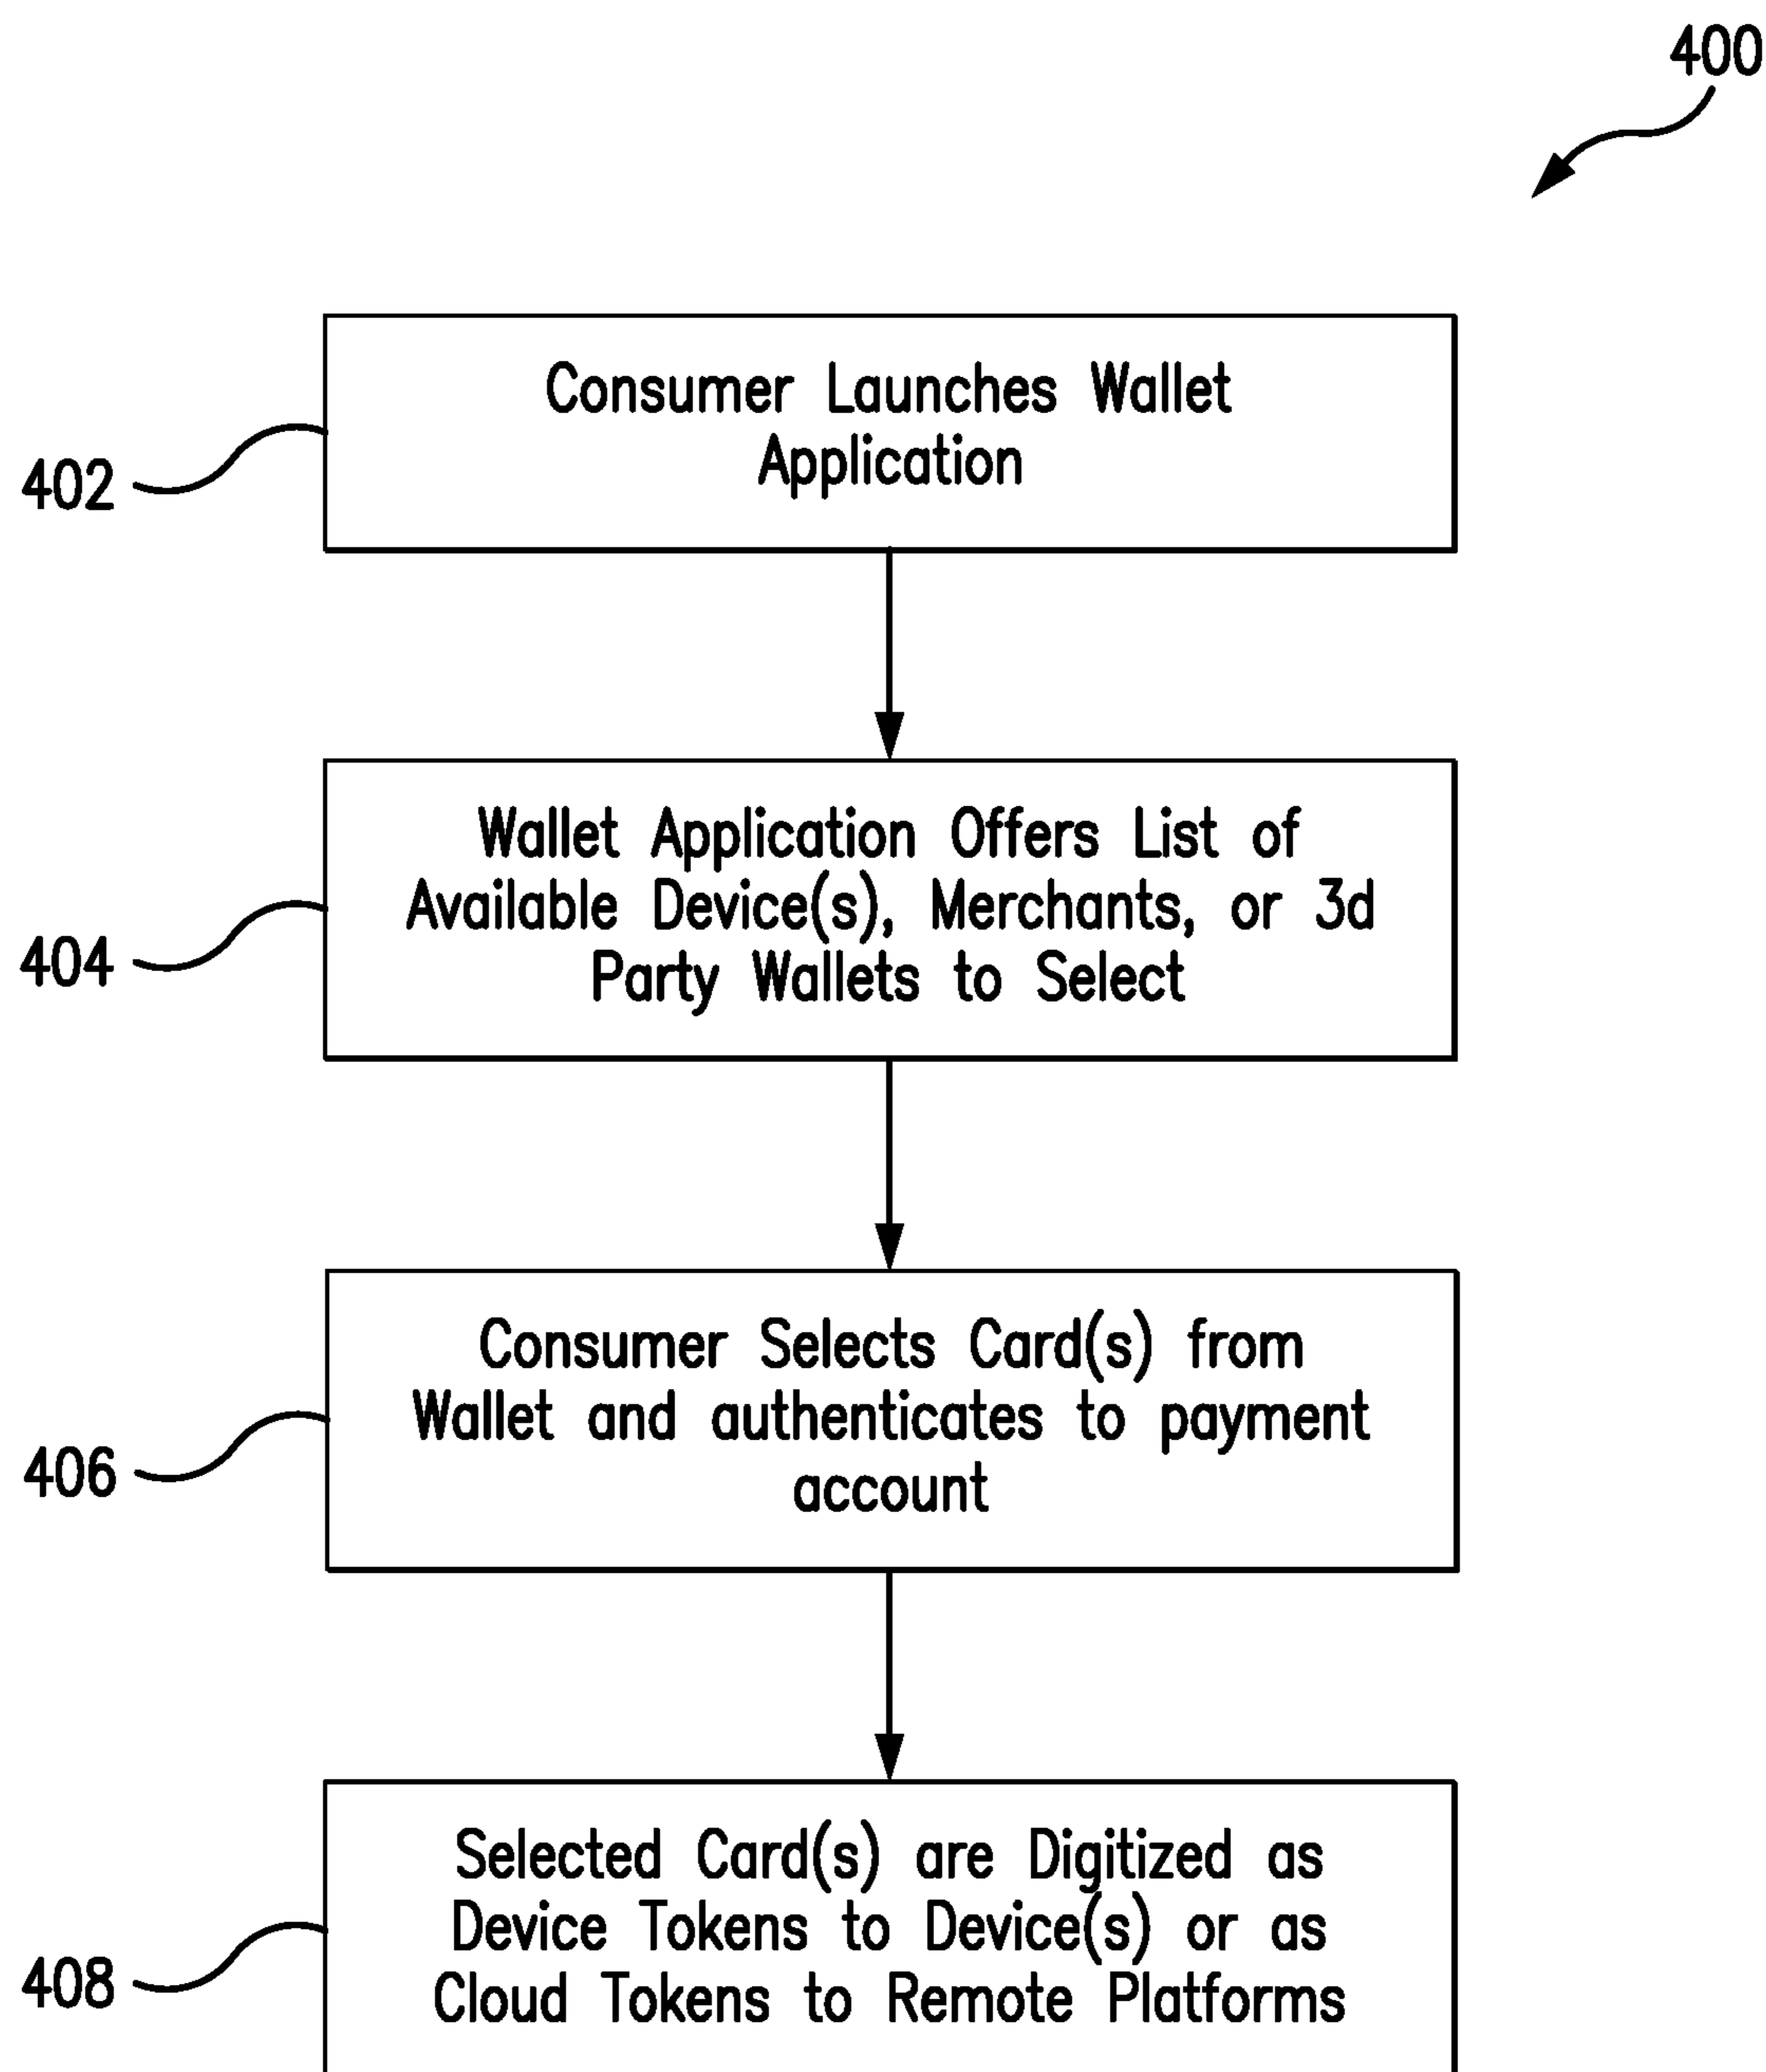 400
Consumer Launches Wallet
Application
402
Wallet Application Offers List of
Available Device(s), Merchants, or 3d
Party Wallets to Select
404
Consumer Selects Card(s) from
Wallet and authenticates to payment
account
406
Selected Card(s) are Digitized as
Device Tokens to Device(s) or as
Cloud Tokens to Remote Platforms
408